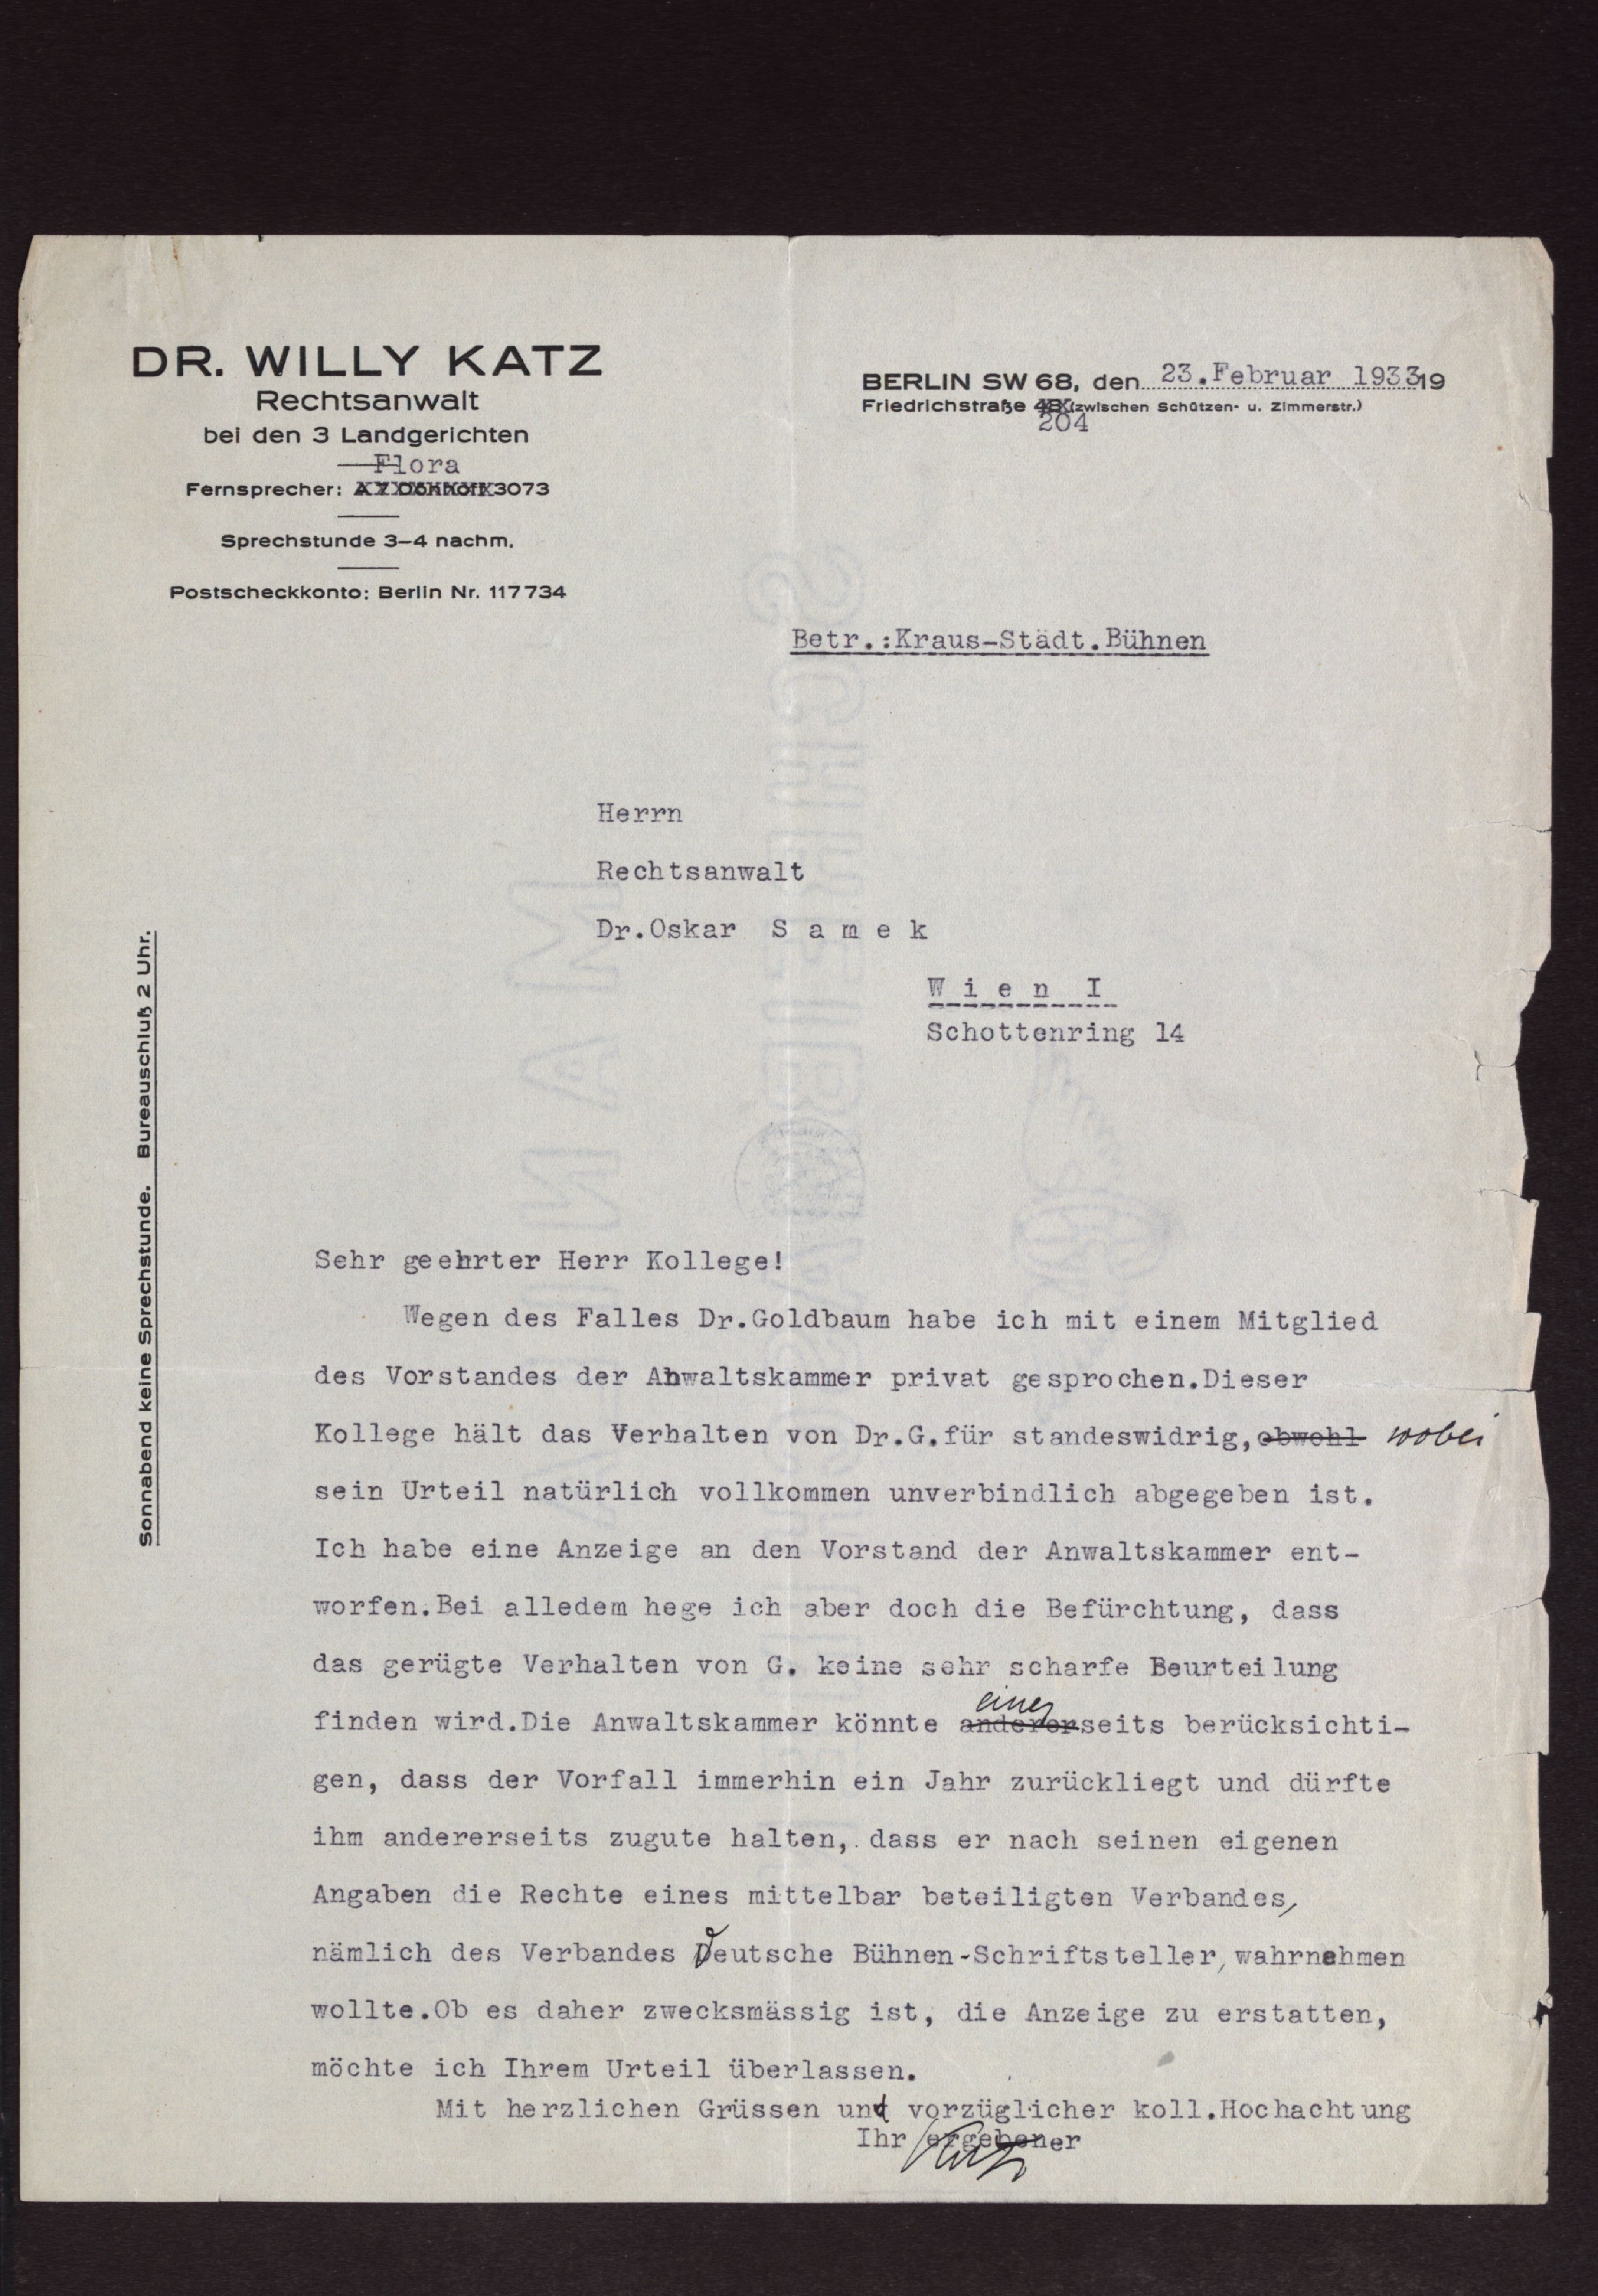 DR. WILLY KATZ
Rechtsanwalt
bei den 3 Landgerichten
Flora
Fernsprecher: A 7 Dönhoff 3073
Sprechstunde 3–4 nachm.
Postscheckkonto: Berlin Nr. 117734
BERLIN SW 68, den 23.Februar 1933 19
Friedrichstraße 48 (zwischen Schützen- u. Zimmerstr.)
204
Betr.:Kraus-Städt.Bühnen
Herrn
Rechtsanwalt
Dr.Oskar S a m e k
W i e n I
Schottenring 14
Sonnabend keine Sprechstunde. Bureauschluß 2 Uhr.
Sehr geehrter Herr Kollege!
Wegen des Falles Dr.Goldbaum habe ich mit einem Mitglied
des Vorstandes der Anwaltskammer privat gesprochen.Dieser
Kollege hält das Verhalten von Dr.G.für standeswidrig,obwohl wobei
sein Urteil natürlich vollkommen unverbindlich abgegeben ist.
Ich habe eine Anzeige an den Vorstand der Anwaltskammer ent-
worfen.Bei alledem hege ich aber doch die Befürchtung, dass
das gerügte Verhalten von G. keine sehr scharfe Beurteilung
einer
finden wird.Die Anwaltskammer könnte andererseits berücksichti-
gen, dass der Vorfall immerhin ein Jahr zurückliegt und dürfte
ihm andererseits zugute halten, dass er nach seinen eigenen
Angaben die Rechte eines mittelbar beteiligten Verbandes,
nämlich des Verbandes Deutsche Bühnen-Schriftsteller, wahrnehmen
wollte.Ob es daher zwecksmässig ist, die Anzeige zu erstatten,
möchte ich Ihrem Urteil überlassen.
Mit herzlichen Grüssen und vorzüglicher koll.Hochachtung
Ihr ergebener
Katz